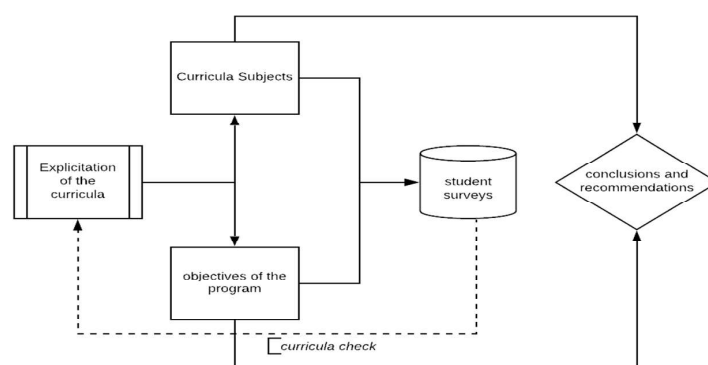 Curricula Subjects
Explicitation
of the
curricula
student
surveys
conclusions and
recommendations
objectives of the
program
curricula check